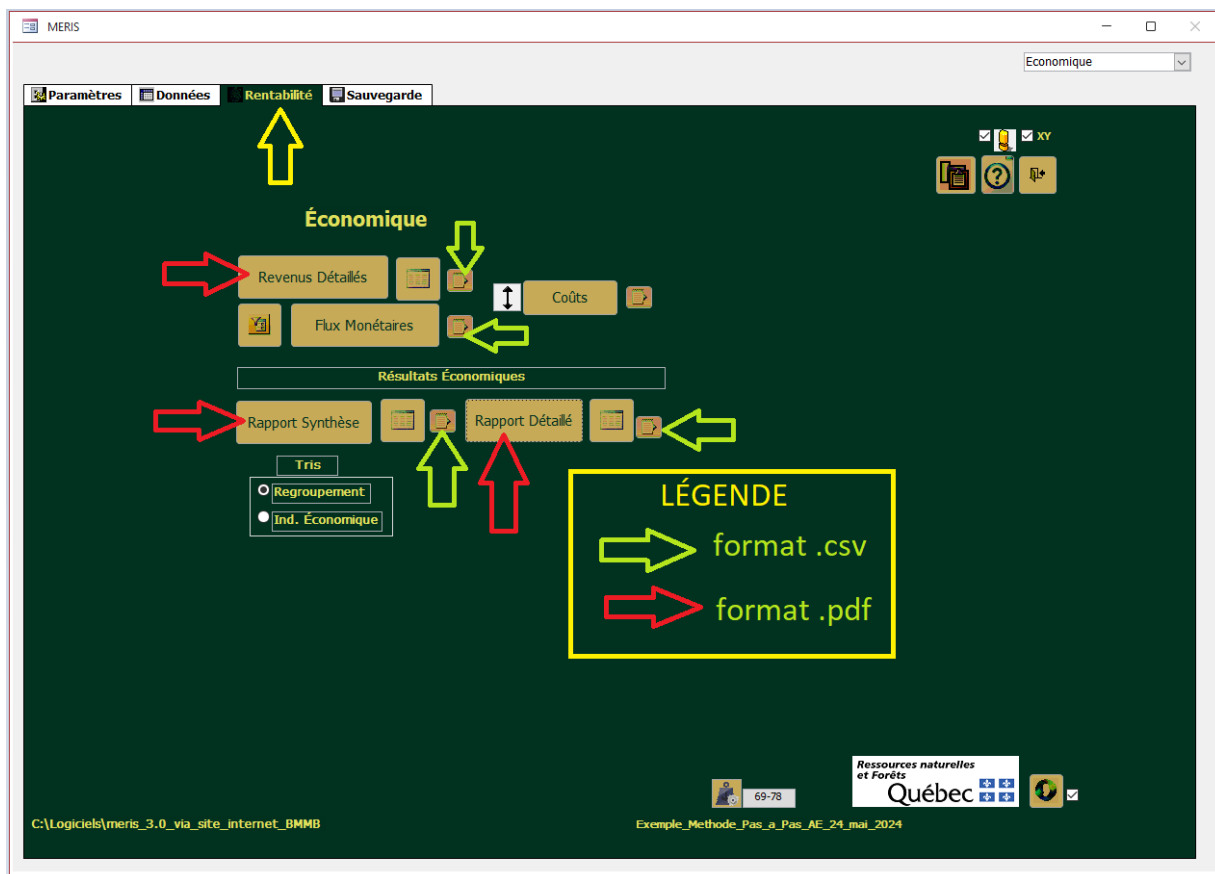 MERIS
Economique
Paramètres Données Rentabilité Sauvegarde
XY
Économique
Revenus Détaillés
Coûts
Flux Monétaires
Résultats Économiques
Rapport Synthèse Rapport Détaillé
Tris
Regroupement
Ind. Économique
LÉGENDE
format .csv
format .pdf
Ressources naturelles
et Forêts
Québec
69-78
C:\Logiciels\meris_3.0_via_site_internet_BMMB Exemple_Methode_Pas_a_Pas_AE_24_mai_2024